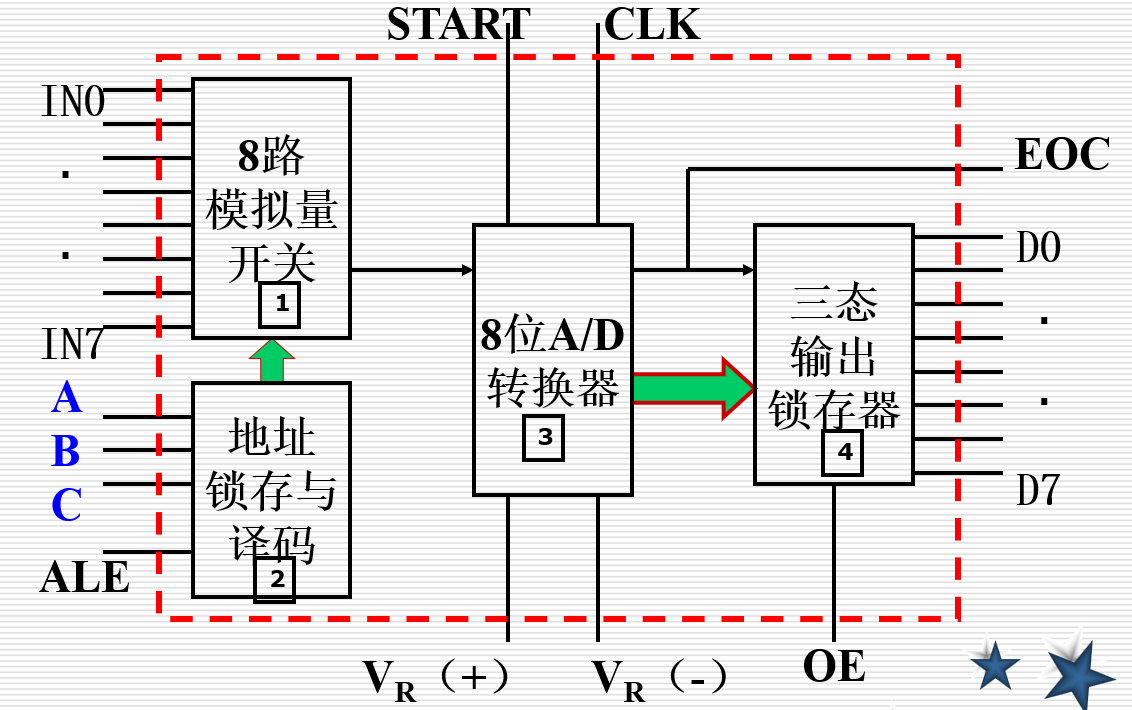 START
CLK
IN0
.
.
IN7
8路
模拟量
开关
1
A
B
C
ALE
地址
锁存与
译码
2
8位A/D
转换器
3
三态
输出
锁存器
4
EOC
D0
.
.
D7
VR（+）
VR（-）
OE